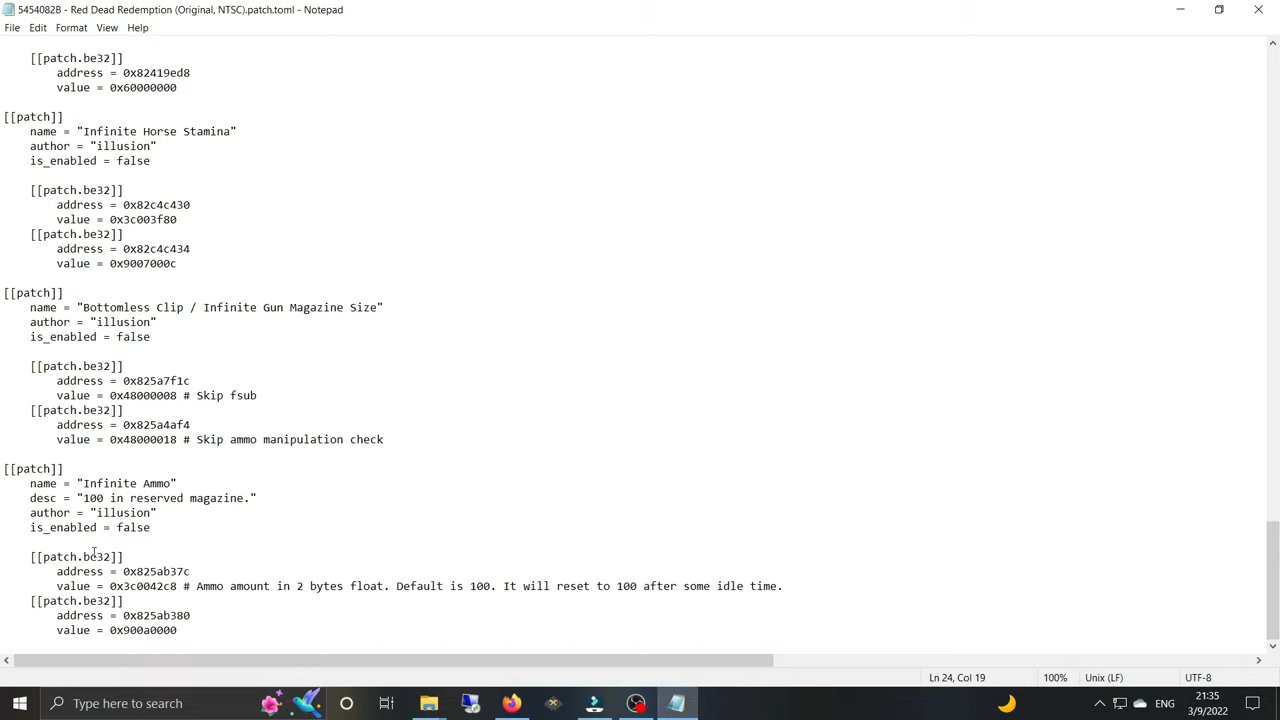 5454082B - Red Dead Redemption (Original, NTSC).patch.toml - Notepad
File Edit Format View Help
[[patch.be32]]
address = 0x82419ed8
value = 0x60000000
[[patch]]
name = "Infinite Horse Stamina"
author = "illusion"
is_enabled = false
[[patch.be32]]
address = 0x82c4c430
value = 0x3c003f80
[[patch.be32]]
address = 0x82c4c434
value = 0x9007000c
[[patch]]
name = "Bottomless Clip / Infinite Gun Magazine Size"
author = "illusion"
is_enabled = false
[[patch.be32]]
address = 0x825a7f1c
value = 0x48000008 # Skip fsub
[[patch.be32]]
address = 0x825a4af4
value = 0x48000018 # Skip ammo manipulation check
[[patch]]
name = "Infinite Ammo"
desc = "100 in reserved magazine."
author = "illusion"
is_enabled = false
[[patch.be32]]
address = 0x825ab37c
value = 0x3c0042c8 # Ammo amount in 2 bytes float. Default is 100. It will reset to 100 after some idle time.
[[patch.be32]]
address = 0x825ab380
value = 0x900a0000
Ln 24, Col 19 100% Unix (LF) UTF-8
Type here to search ENG 21:35
3/9/2022